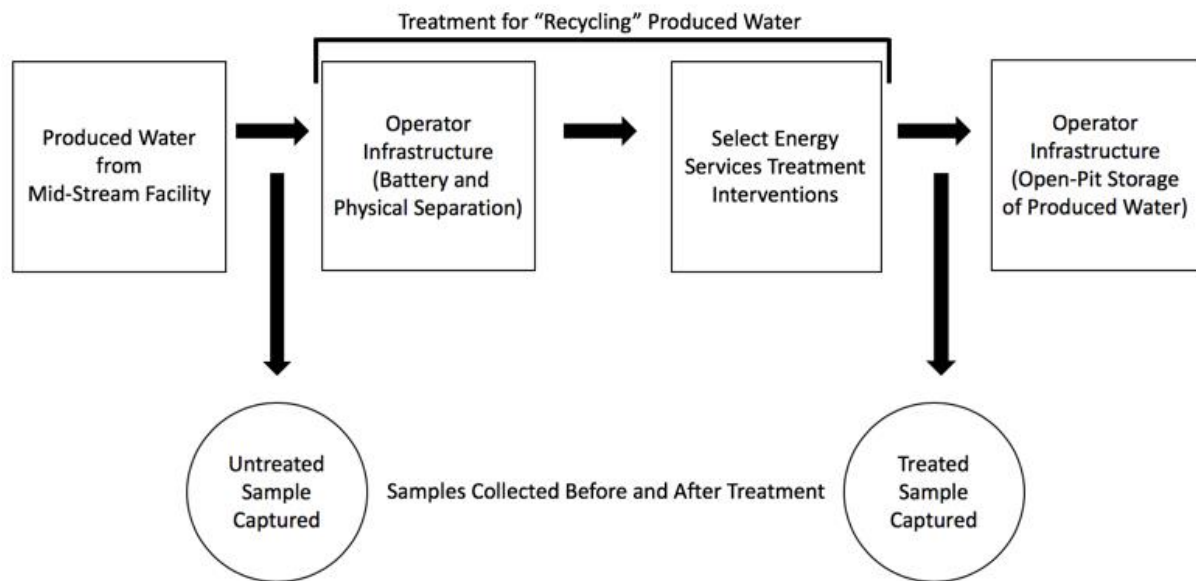 Treatment for “Recycling” Produced Water
Produced Water
from
Mid-Stream Facility
Operator
Infrastructure
(Battery and
Physical Separation)
Select Energy
Services Treatment
Interventions
Operator
Infrastructure
(Open-Pit Storage
of Produced Water)
Untreated
Sample
Captured
Samples Collected Before and After Treatment
Treated
Sample
Captured